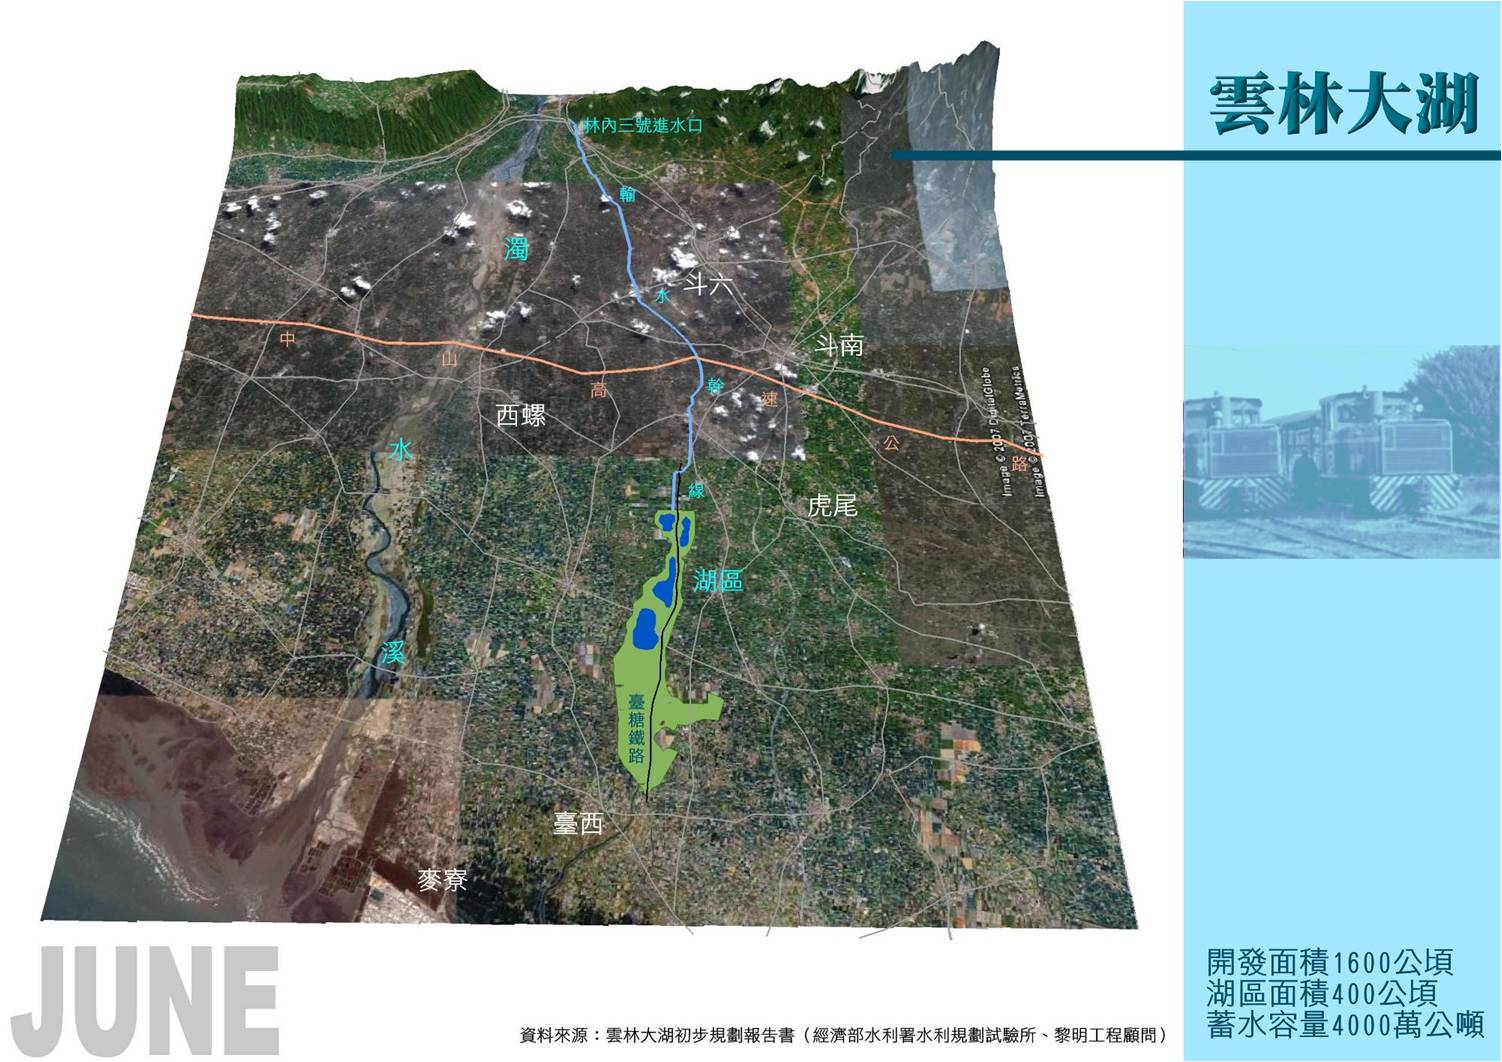 雲林大湖
林內三號進水口
輸水幹線
濁水溪
斗六
斗南
中山高速公路
西螺
虎尾
湖區
臺糖鐵路
臺西
麥寮
Image © 2007 DigitalGlobe
Image © 2007 TerraMetrics
JUNE
開發面積1600公頃
湖區面積400公頃
蓄水容量4000萬公噸
資料來源：雲林大湖初步規劃報告書（經濟部水利署水利規劃試驗所、黎明工程顧問）